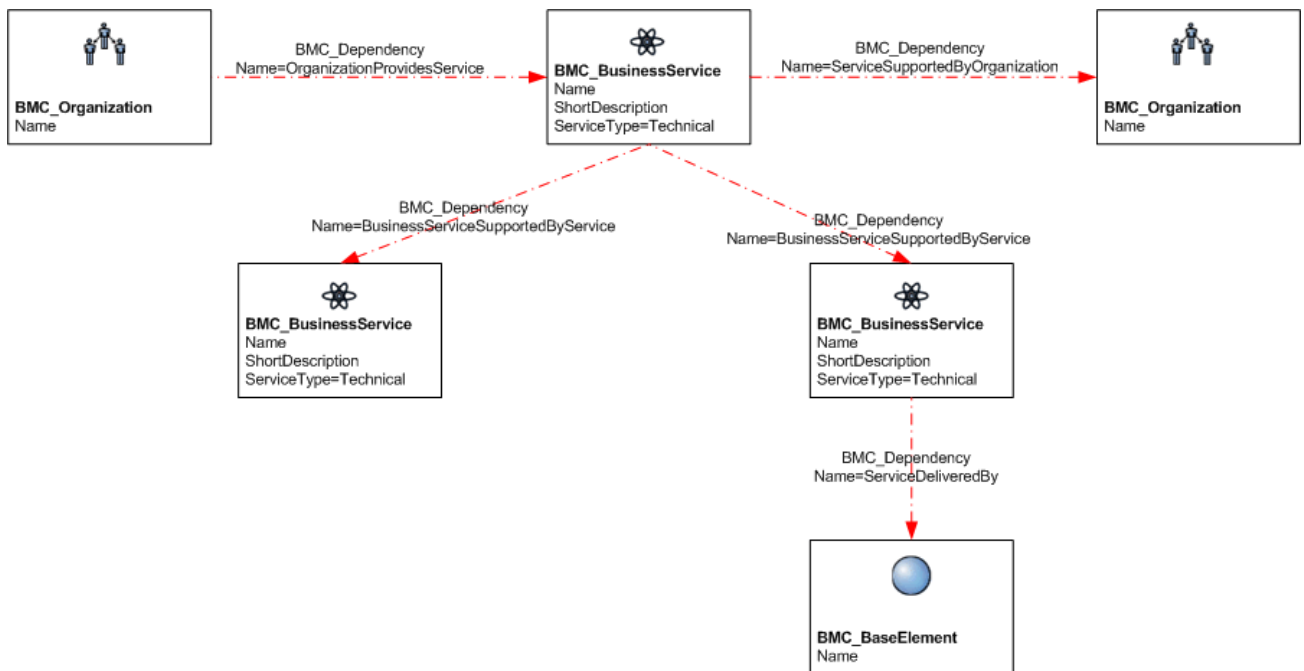 BMC_Organization
Name
BMC_Dependency
Name=OrganizationProvidesService
BMC_BusinessService
Name
ShortDescription
ServiceType=Technical
BMC_Dependency
Name=ServiceSupportedByOrganization
BMC_Organization
Name
BMC_Dependency
Name=BusinessServiceSupportedByService
BMC_Dependency
Name=BusinessServiceSupportedByService
BMC_BusinessService
Name
ShortDescription
ServiceType=Technical
BMC_BusinessService
Name
ShortDescription
ServiceType=Technical
BMC_Dependency
Name=ServiceDeliveredBy
BMC_BaseElement
Name